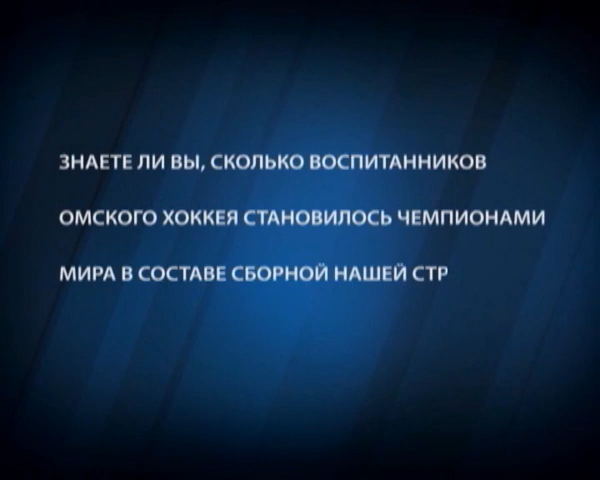 ЗНАЕТЕ ЛИ ВЫ, СКОЛЬКО ВОСПИТАННИКОВ
ОМСКОГО ХОККЕЯ СТАНОВИЛОСЬ ЧЕМПИОНАМИ
МИРА В СОСТАВЕ СБОРНОЙ НАШЕЙ СТР